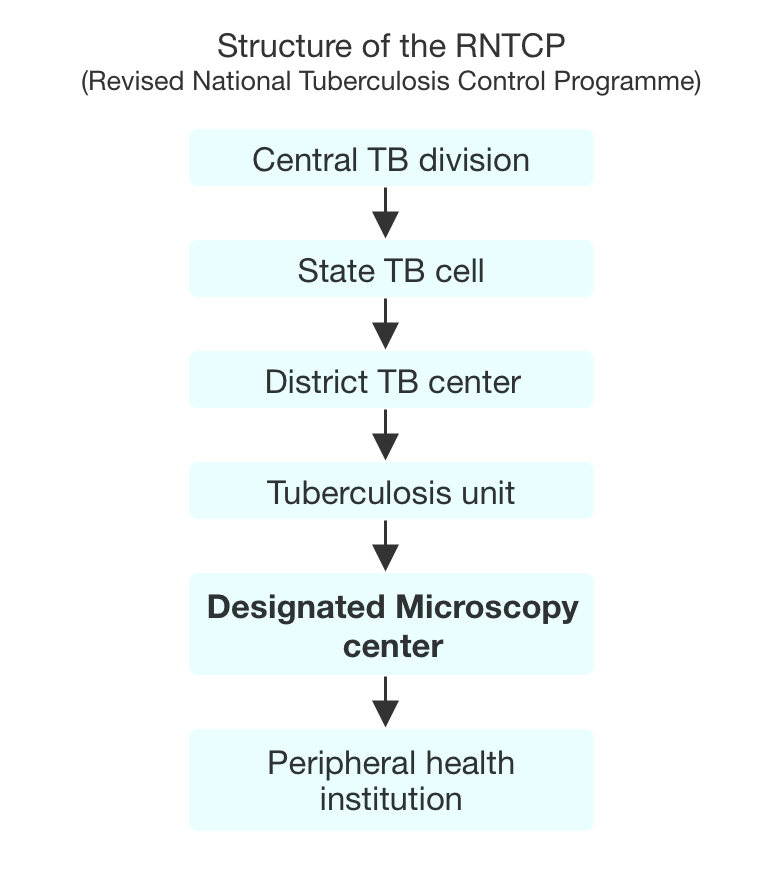 Structure of the RNTCP
(Revised National Tuberculosis Control Programme)
Central TB division
State TB cell
District TB center
Tuberculosis unit
Designated Microscopy
center
Peripheral health
institution